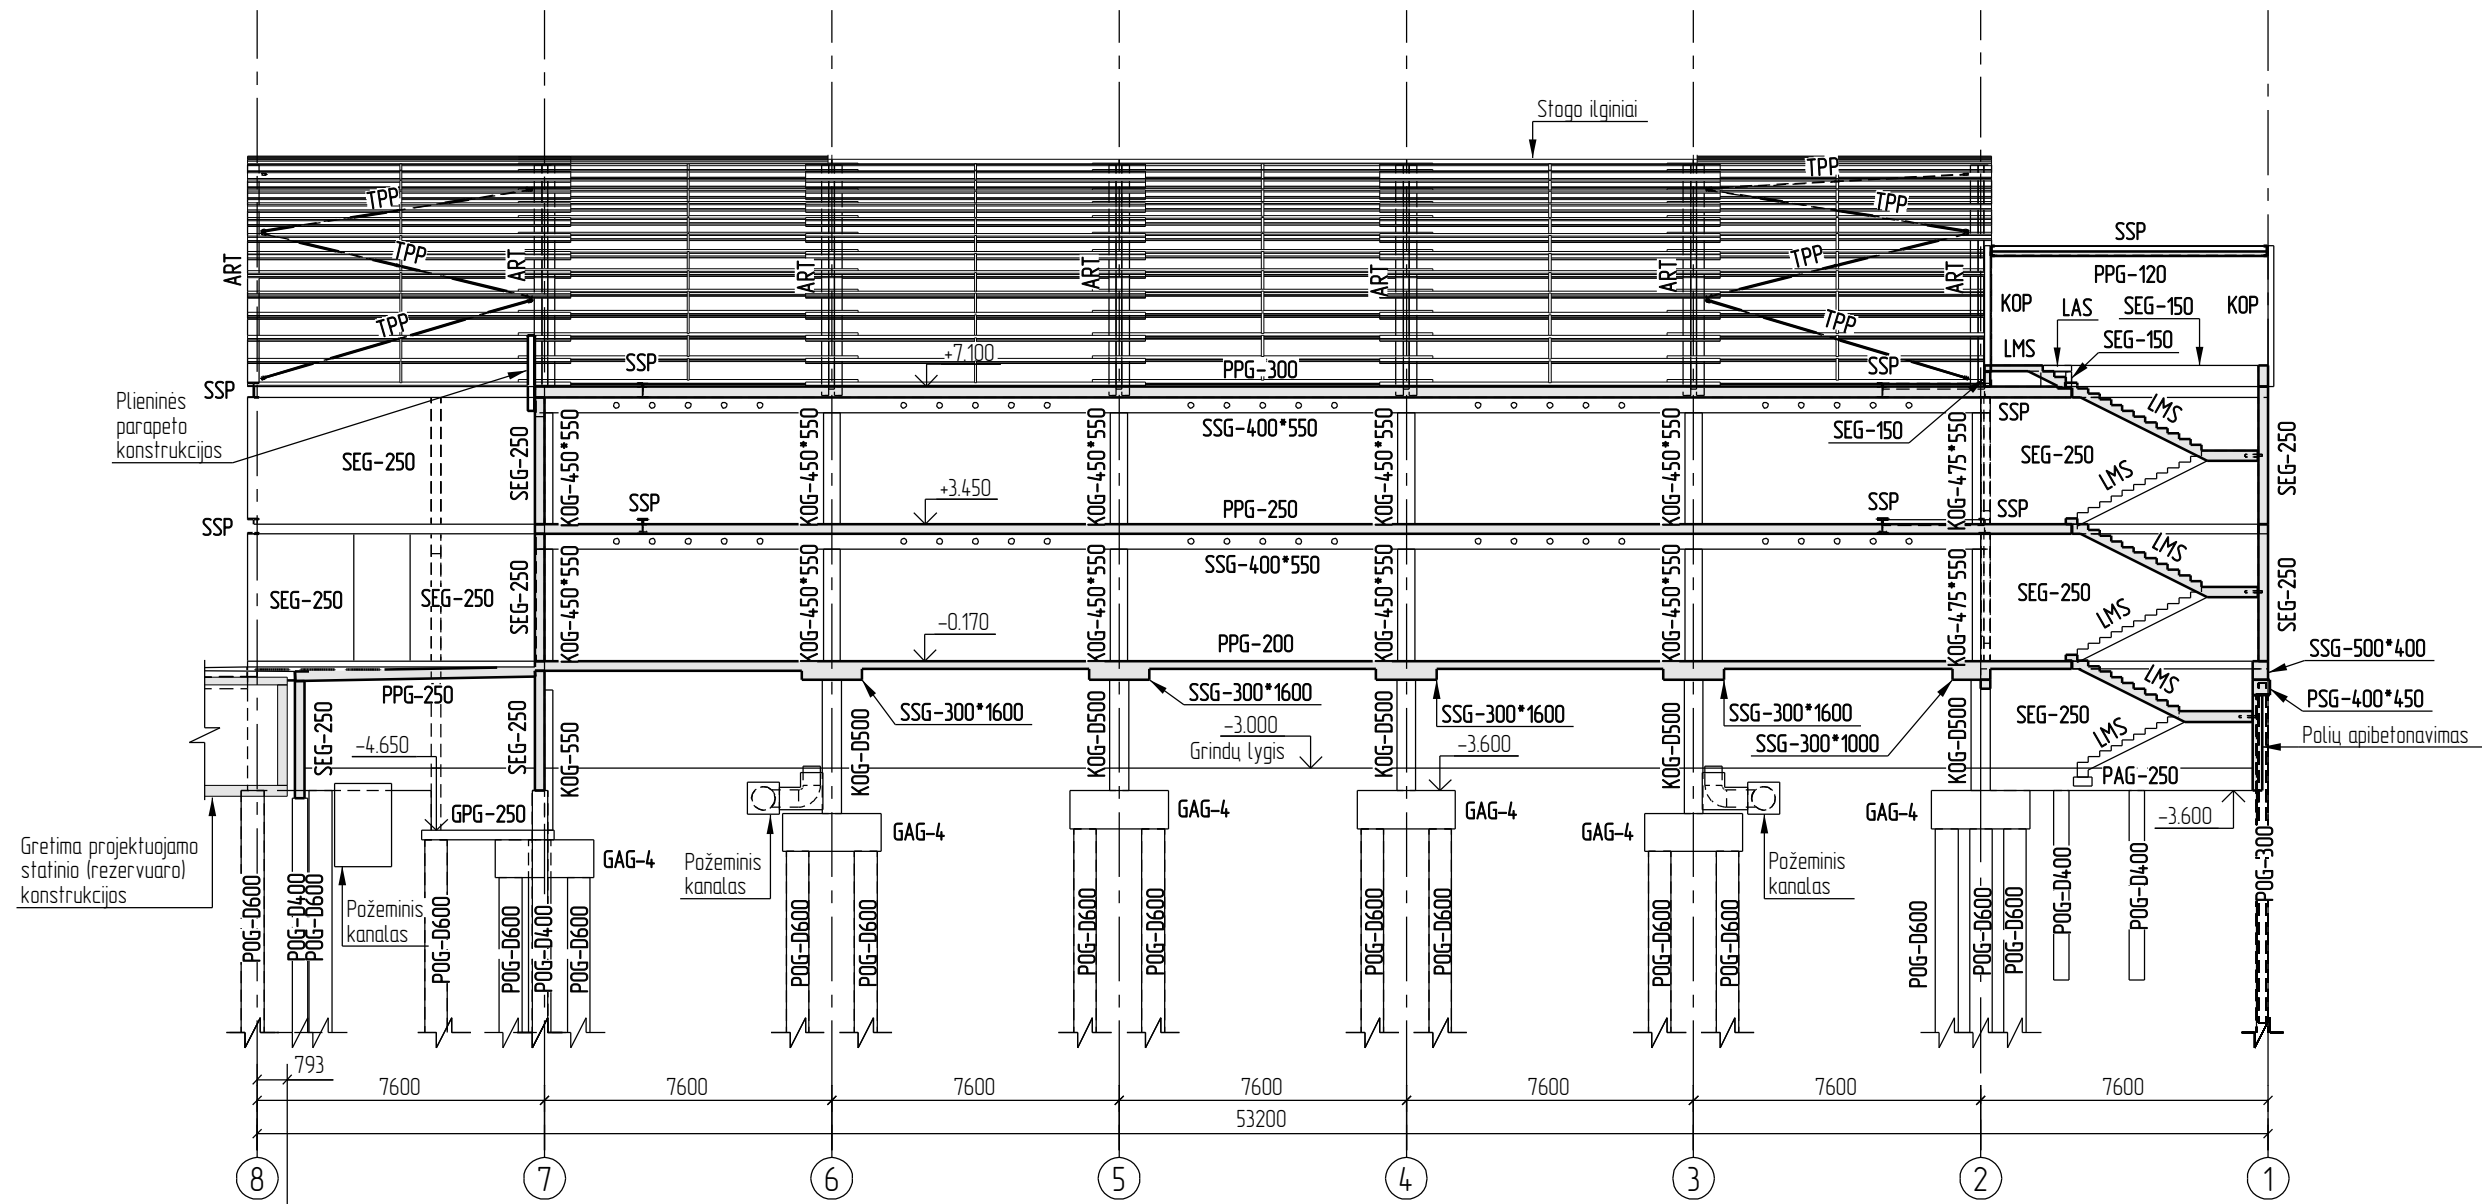 Stogo ilginiai
TPP
TPP
TPP
TPP
TPP
TPP
TPP
ART
ART
ART
ART
ART
ART
ART
SSP
PPG-120
KOP
LAS
SEG-150
KOP
LMS
SEG-150
SSP
+7.100
PPG-300
SSP
SSP
Plieninės
parapeto
konstrukcijos
SEG-250
SEG-250
KOG-450*550
KOG-450*550
KOG-450*550
SSG-400*550
KOG-450*550
KOG-450*550
SEG-150
KOG-475*550
SSP
LMS
SEG-250
LMS
SEG-250
SSP
SSP
+3.450
PPG-250
SSP
SSP
SEG-250
SEG-250
SEG-250
KOG-450*550
KOG-450*550
KOG-450*550
SSG-400*550
KOG-450*550
KOG-450*550
KOG-475*550
LMS
SEG-250
LMS
SEG-250
-0.170
PPG-200
SSG-500*400
PPG-250
SEG-250
SEG-250
KOG-550
KOG-D500
SSG-300*1600
KOG-D500
SSG-300*1600
KOG-D500
SSG-300*1600
KOG-D500
SSG-300*1600
SSG-300*1000
KOG-D500
LMS
SEG-250
LMS
PSG-400*450
Polių apibetonavimas
-4.650
-3.000
Grindų lygis
-3.600
PAG-250
-3.600
GPG-250
GAG-4
GAG-4
GAG-4
GAG-4
GAG-4
GAG-4
Gretima projektuojamo
statinio (rezervuaro)
konstrukcijos
Požeminis
kanalas
Požeminis
kanalas
Požeminis
kanalas
POG-D600
POG-D400
POG-D600
POG-D600
POG-D600
POG-D400
POG-D600
POG-D600
POG-D600
POG-D600
POG-D600
POG-D600
POG-D600
POG-D600
POG-D600
POG-D600
POG-D600
POG-D600
POG-D400
POG-D400
POG-300
793
7600
7600
7600
7600
7600
7600
7600
53200
8
7
6
5
4
3
2
1